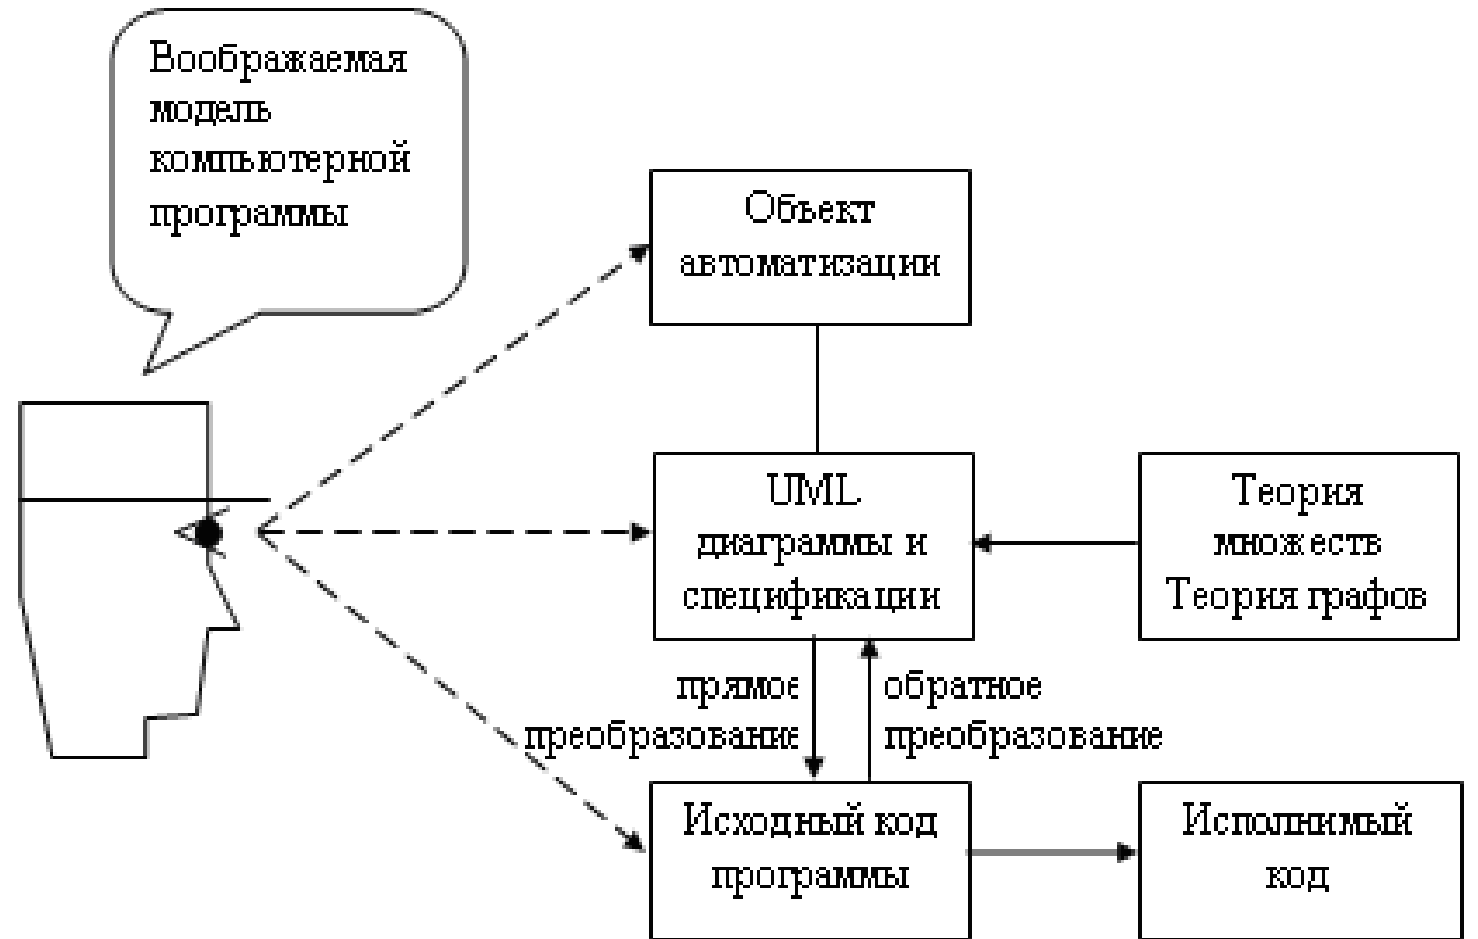 Воображаемая
модель
компьютерной
программы
Объект
автоматизации
UML
диаграммы и
спецификации
Теория
множеств
Теория графов
прямое
преобразование
обратное
преобразование
Исходный код
программы
Исполнимый
код